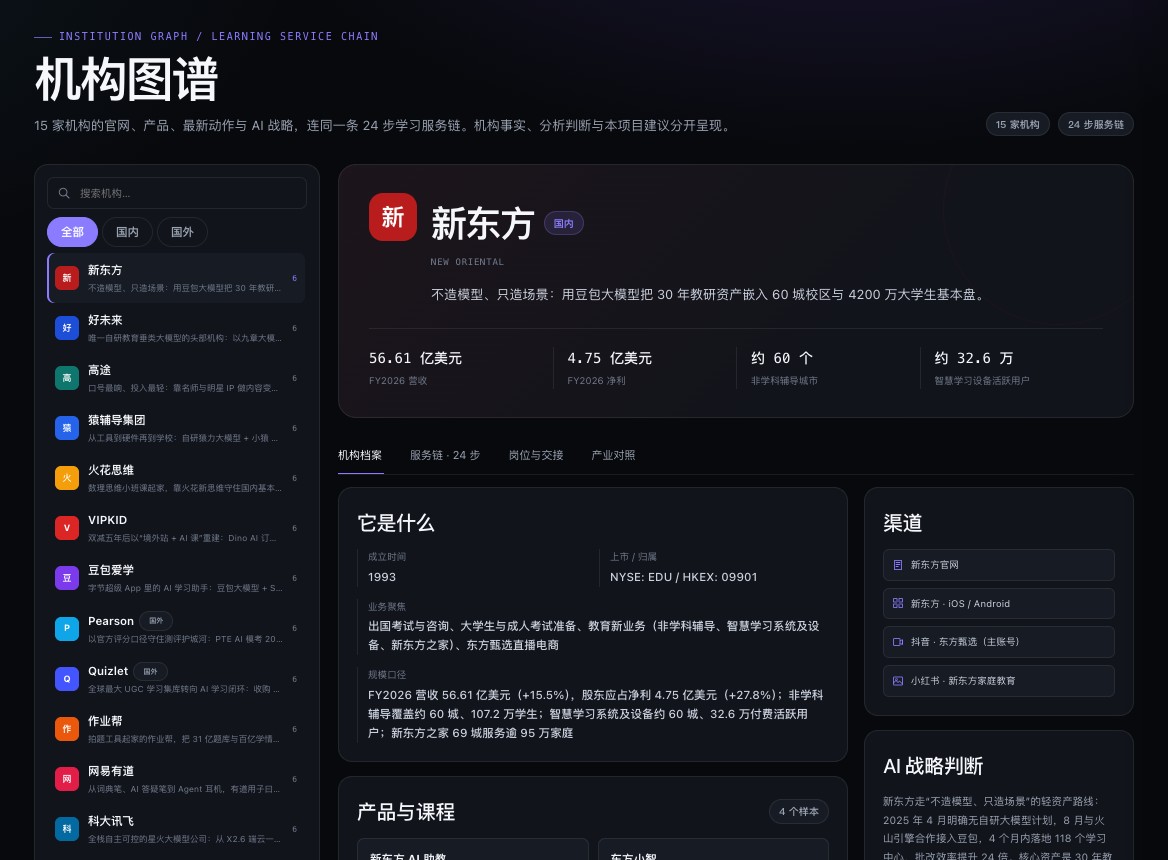 INSTITUTION GRAPH / LEARNING SERVICE CHAIN
机构图谱
15 家机构的官网、产品、最新动作与 AI 战略，连同一条 24 步学习服务链。机构事实、分析判断与本项目建议分开呈现。
15 家机构
24 步服务链
搜索机构...
全部 国内 国外
新 新东方 6
不造模型、只造场景：用豆包大模型把 30 年教研...
好 好未来 6
唯一自研教育垂类大模型的头部机构：以九章大模...
高 高途 6
口号最响、投入最轻：靠名师与明星 IP 做内容变...
猿 猿辅导集团 6
从工具到硬件再到学校：自研猿力大模型 + 小猿 ...
火 火花思维 6
数理思维小班课起家，靠火花新思维守住国内基本...
V VIPKID 6
双减五年后以“境外站 + AI 课”重建：Dino AI 订...
豆 豆包爱学 6
字节超级 App 里的 AI 学习助手：豆包大模型 + S...
P Pearson 国外 6
以官方评分口径守住测评护城河：PTE AI 模考 20...
Q Quizlet 国外 6
全球最大 UGC 学习集库转向 AI 学习闭环：收购 ...
作 作业帮 6
拍题工具起家的作业帮，把 31 亿题库与百亿学情...
网 网易有道 6
从词典笔、AI 答疑笔到 Agent 耳机，有道用子曰...
科 科大讯飞 6
全栈自主可控的星火大模型公司：从 X2.6 端云一...
新 新东方 国内
NEW ORIENTAL
不造模型、只造场景：用豆包大模型把 30 年教研资产嵌入 60 城校区与 4200 万大学生基本盘。
56.61 亿美元
FY2026 营收
4.75 亿美元
FY2026 净利
约 60 个
非学科辅导城市
约 32.6 万
智慧学习设备活跃用户
机构档案 服务链 · 24 步 岗位与交接 产业对照
它是什么
成立时间
1993
上市 / 归属
NYSE: EDU / HKEX: 09901
业务聚焦
出国考试与咨询、大学生与成人考试准备、教育新业务（非学科辅导、智慧学习系统及设
备、新东方之家）、东方甄选直播电商
规模口径
FY2026 营收 56.61 亿美元（+15.5%），股东应占净利 4.75 亿美元（+27.8%）；非学科
辅导覆盖约 60 城、107.2 万学生；智慧学习系统及设备约 60 城、32.6 万付费活跃用
户；新东方之家 69 城服务逾 95 万家庭
产品与课程
4 个样本
新东方 AI 助教
东方小智
渠道
新东方官网
新东方 · iOS / Android
抖音 · 东方甄选（主账号）
小红书 · 新东方家庭教育
AI 战略判断
新东方走“不造模型、只造场景”的轻资产路线：
2025 年 4 月明确无自研大模型计划，8 月与火
山引擎合作接入豆包，4 个月内落地 118 个学习
中心、批改效率提升 24 倍。核心资产是 30 年教